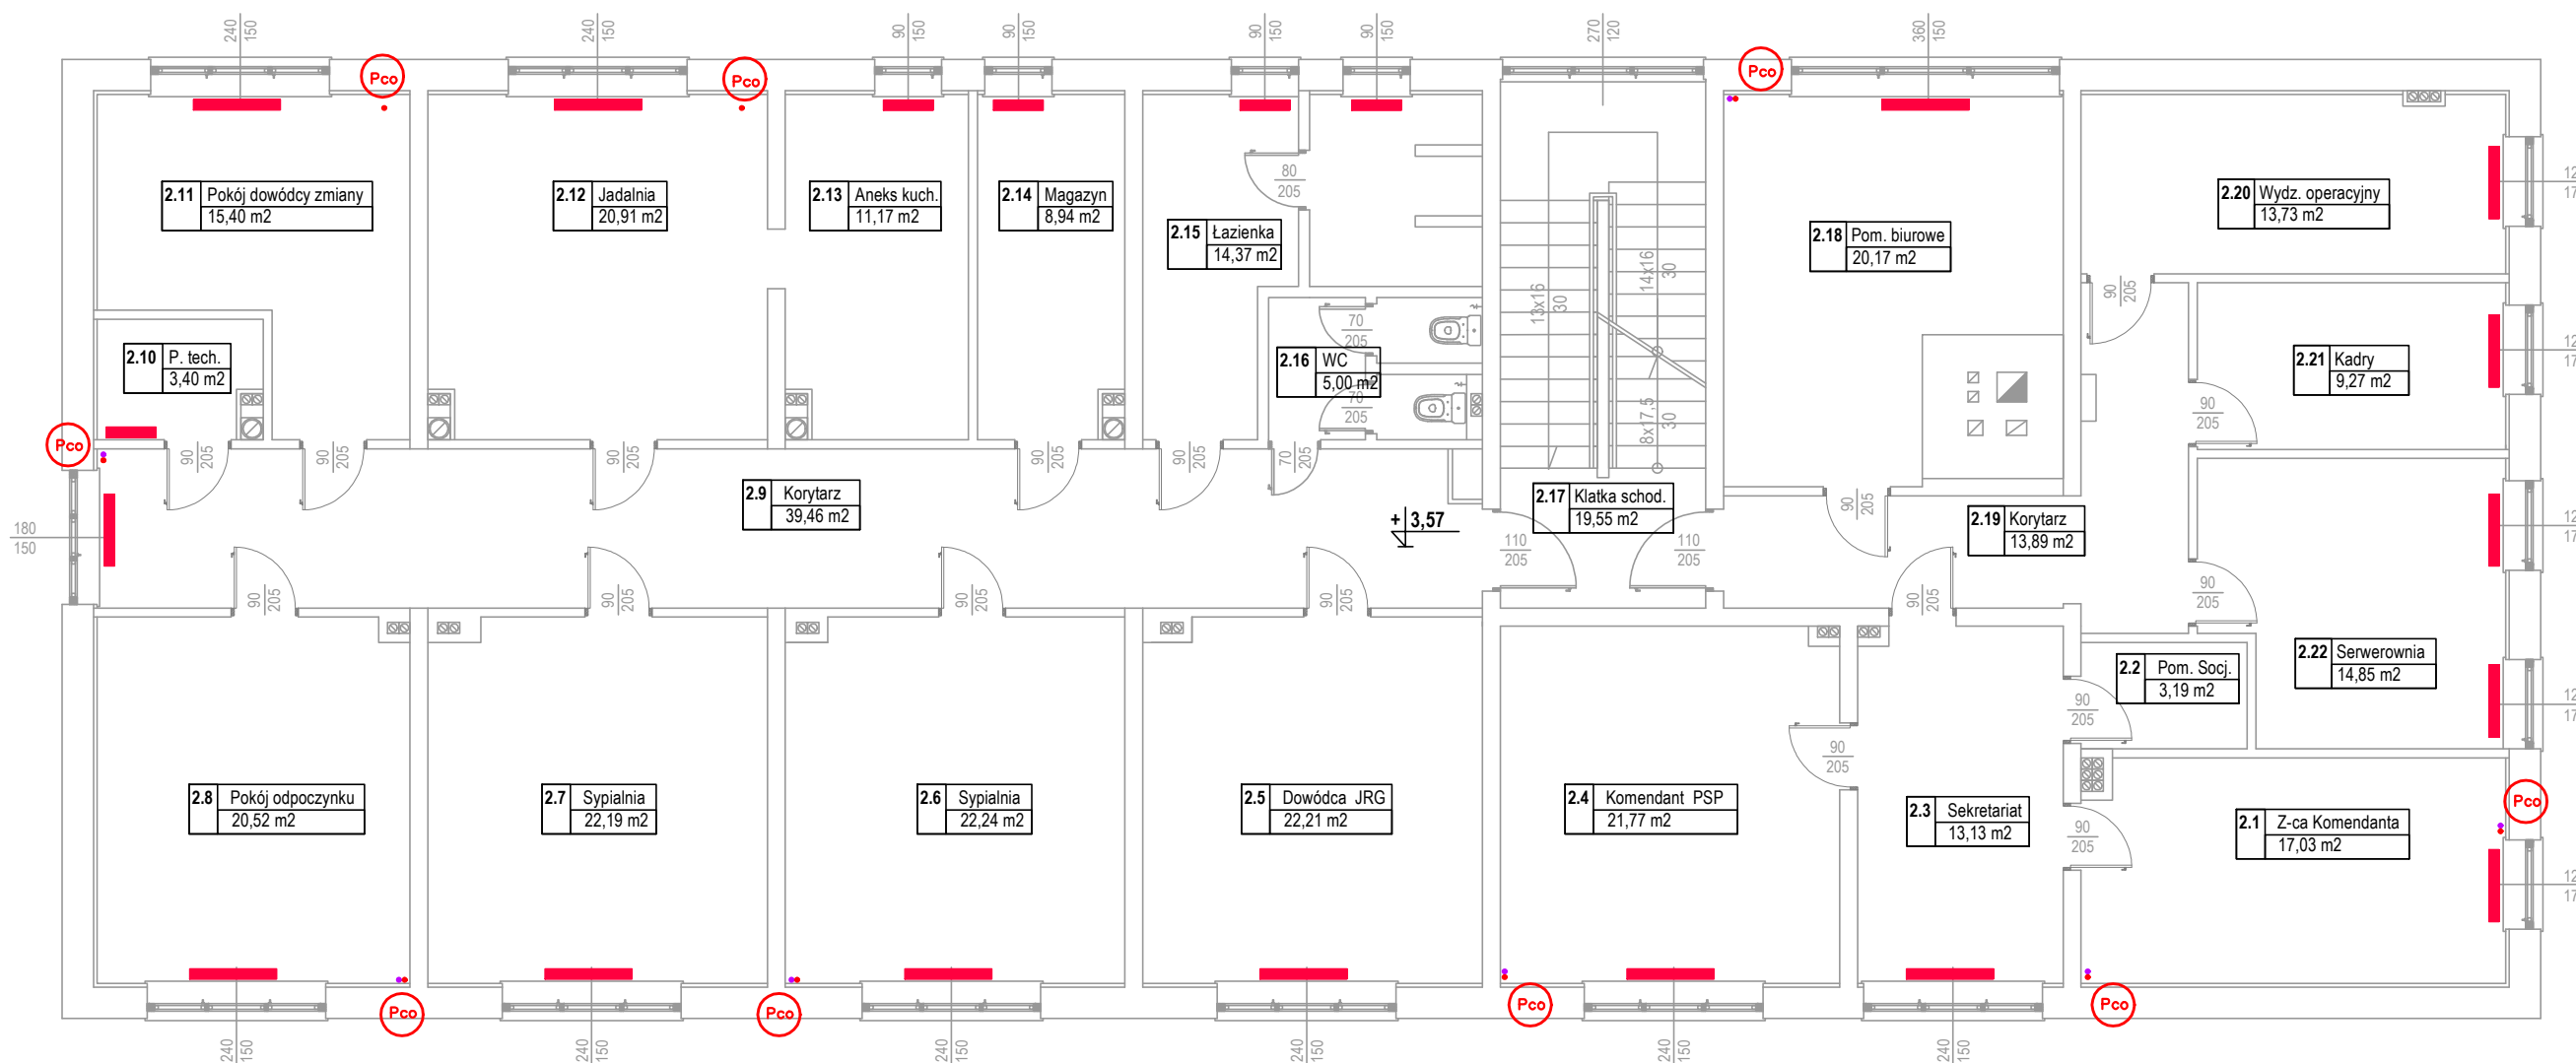 240
150
240
150
90
150
90
150
90
150
90
150
270
120
360
150
Pco
Pco
Pco
2.11 Pokój dowódcy zmiany
15,40 m2
2.12 Jadalnia
20,91 m2
2.13 Aneks kuch.
11,17 m2
2.14 Magazyn
8,94 m2
2.15 Łazienka
14,37 m2
80
205
2.18 Pom. biurowe
20,17 m2
2.20 Wydz. operacyjny
13,73 m2
12
17
13x16
30
14x16
30
8x17,5
30
90
205
2.10 P. tech.
3,40 m2
70
205
2.16 WC
5,00 m2
70
205
2.21 Kadry
9,27 m2
12
17
90
205
Pco
90
205
90
205
90
205
90
205
90
205
70
205
2.9 Korytarz
39,46 m2
+ 3,57
2.17 Klatka schod.
19,55 m2
90
205
2.19 Korytarz
13,89 m2
12
17
180
150
110
205
110
205
90
205
90
205
90
205
90
205
90
205
90
205
2.22 Serwerownia
14,85 m2
2.2 Pom. Socj.
3,19 m2
90
205
12
17
90
205
2.8 Pokój odpoczynku
20,52 m2
2.7 Sypialnia
22,19 m2
2.6 Sypialnia
22,24 m2
2.5 Dowódca JRG
22,21 m2
2.4 Komendant PSP
21,77 m2
2.3 Sekretariat
13,13 m2
90
205
2.1 Z-ca Komendanta
17,03 m2
Pco
12
17
Pco
Pco
Pco
Pco
240
150
240
150
240
150
240
150
240
150
240
150